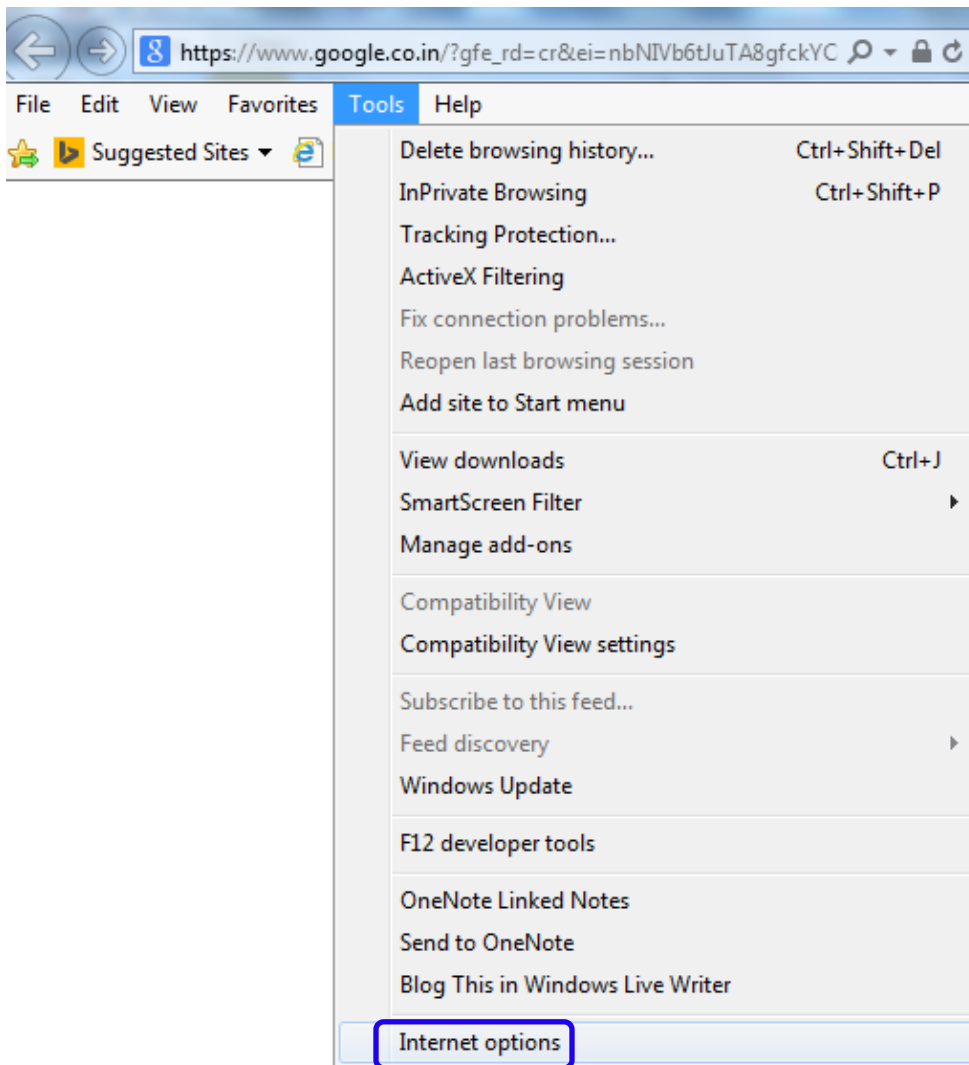 8 https://www.google.co.in/?gfe_rd=cr&ei=nbNIVb6tJuTA8gfckYC
File Edit View Favorites Tools Help
Suggested Sites
Delete browsing history... Ctrl+Shift+Del
InPrivate Browsing Ctrl+Shift+P
Tracking Protection...
ActiveX Filtering
Fix connection problems...
Reopen last browsing session
Add site to Start menu
View downloads Ctrl+J
SmartScreen Filter
Manage add-ons
Compatibility View
Compatibility View settings
Subscribe to this feed...
Feed discovery
Windows Update
F12 developer tools
OneNote Linked Notes
Send to OneNote
Blog This in Windows Live Writer
Internet options